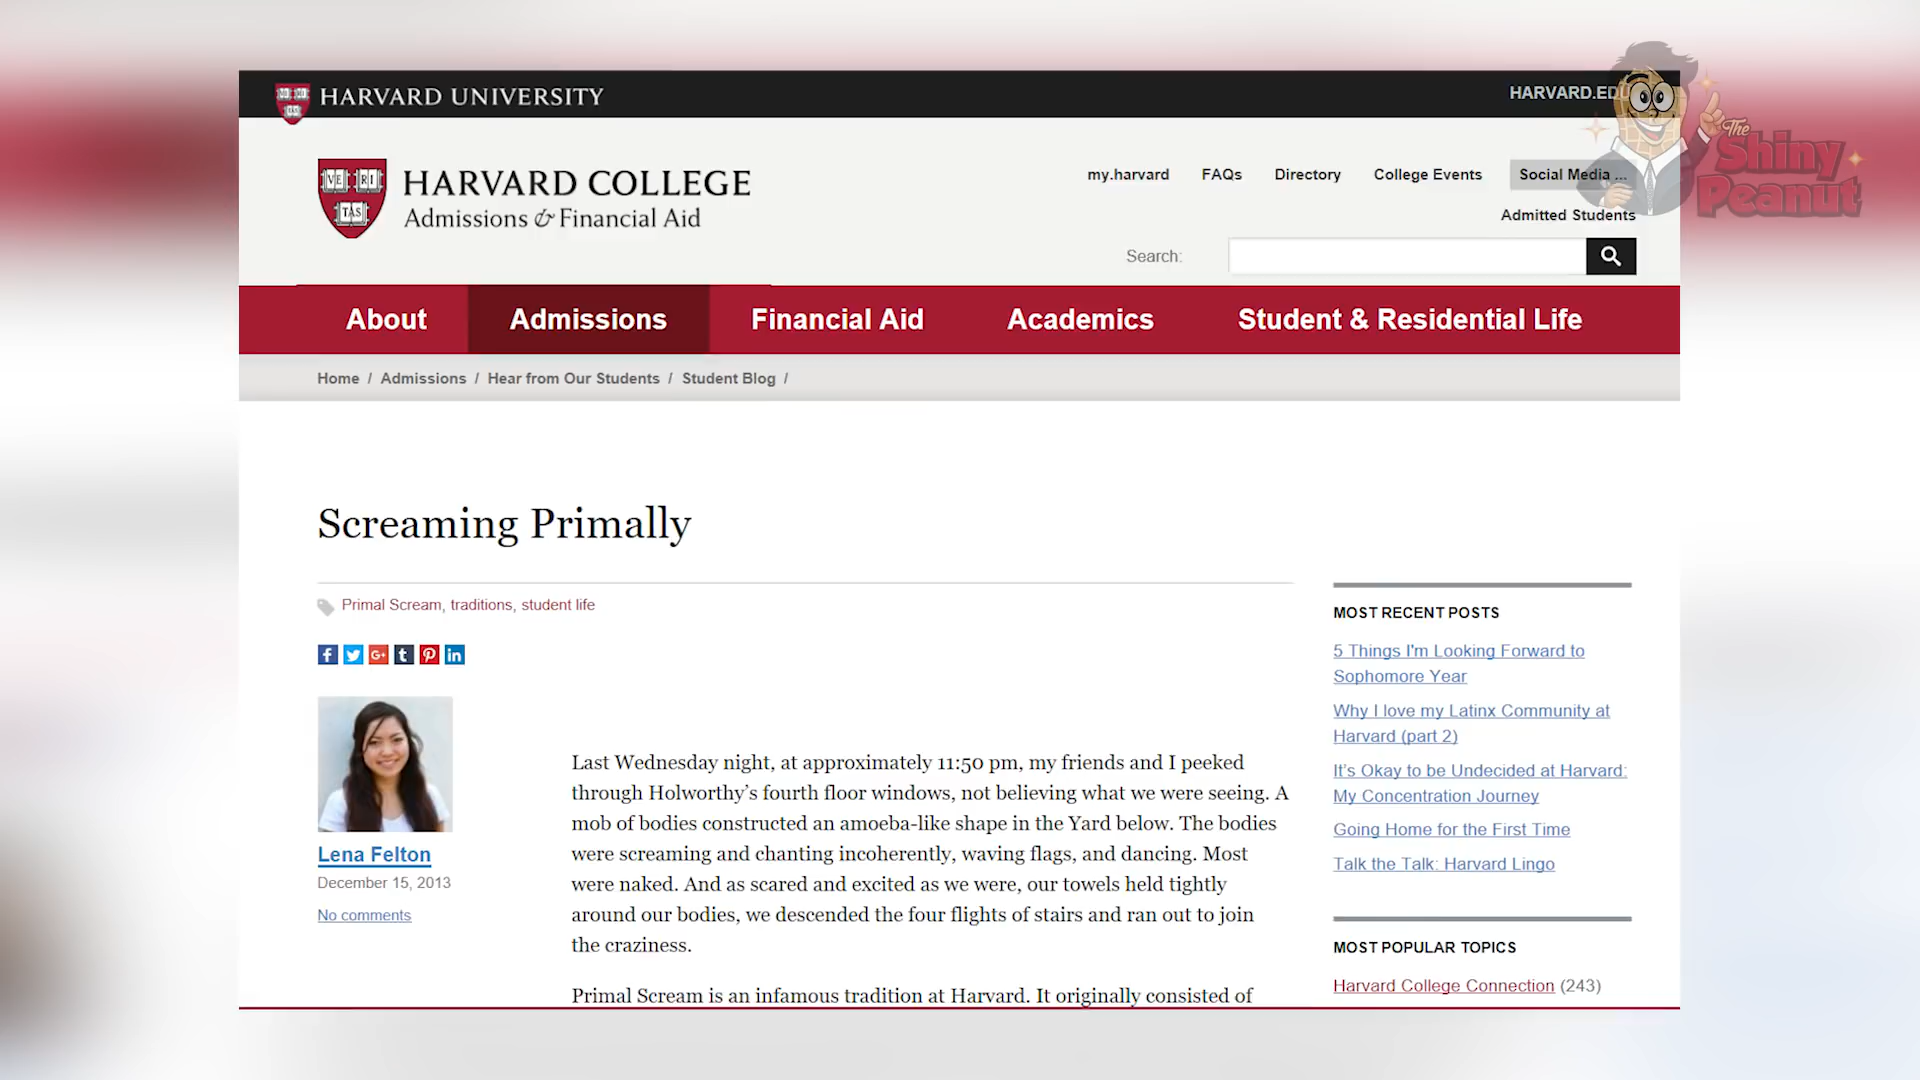 HARVARD UNIVERSITY
HARVARD.EDU
VE RI TAS
HARVARD COLLEGE
Admissions & Financial Aid
my.harvard FAQs Directory College Events Social Media ...
Admitted Students
Search:
The Shiny Peanut
About Admissions Financial Aid Academics Student & Residential Life
Home / Admissions / Hear from Our Students / Student Blog /
Screaming Primally
Primal Scream, traditions, student life
Lena Felton
December 15, 2013
No comments
Last Wednesday night, at approximately 11:50 pm, my friends and I peeked
through Holworthy's fourth floor windows, not believing what we were seeing. A
mob of bodies constructed an amoeba-like shape in the Yard below. The bodies
were screaming and chanting incoherently, waving flags, and dancing. Most
were naked. And as scared and excited as we were, our towels held tightly
around our bodies, we descended the four flights of stairs and ran out to join
the craziness.
Primal Scream is an infamous tradition at Harvard. It originally consisted of
MOST RECENT POSTS
5 Things I'm Looking Forward to
Sophomore Year
Why I love my Latinx Community at
Harvard (part 2)
It's Okay to be Undecided at Harvard:
My Concentration Journey
Going Home for the First Time
Talk the Talk: Harvard Lingo
MOST POPULAR TOPICS
Harvard College Connection (243)